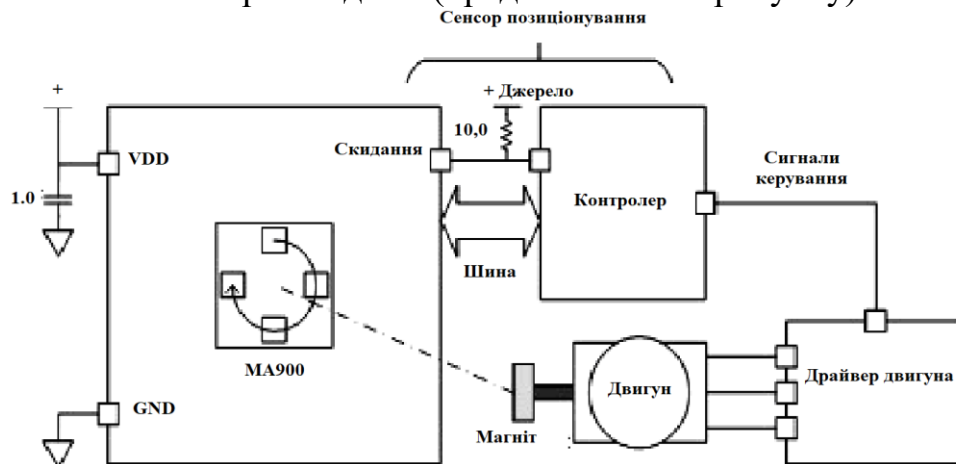 Сенсор позиціонування
+
+ Джерело
10,0
VDD
Скидання
1.0
Контролер
Сигнали
керування
Шина
MA900
Двигун
Драйвер двигуна
GND
Магніт